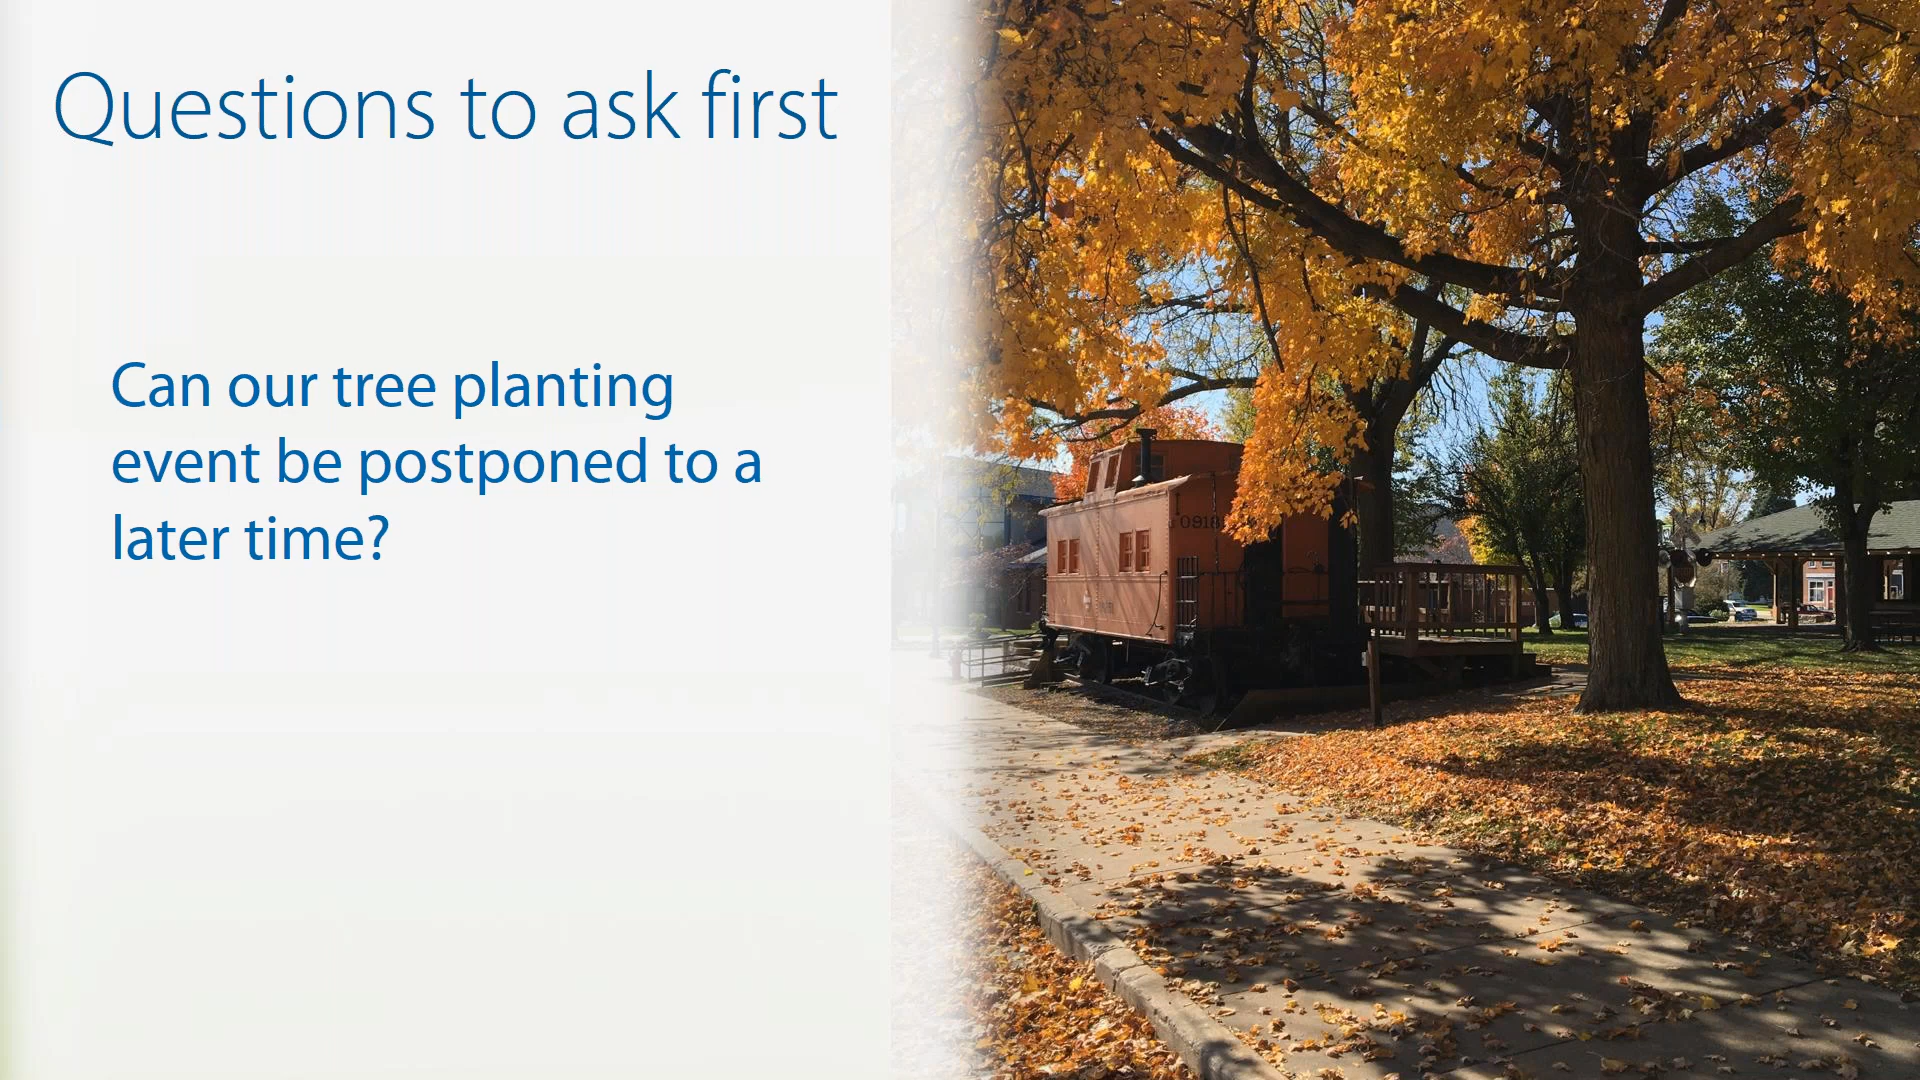 Questions to ask first
Can our tree planting
event be postponed to a
later time?